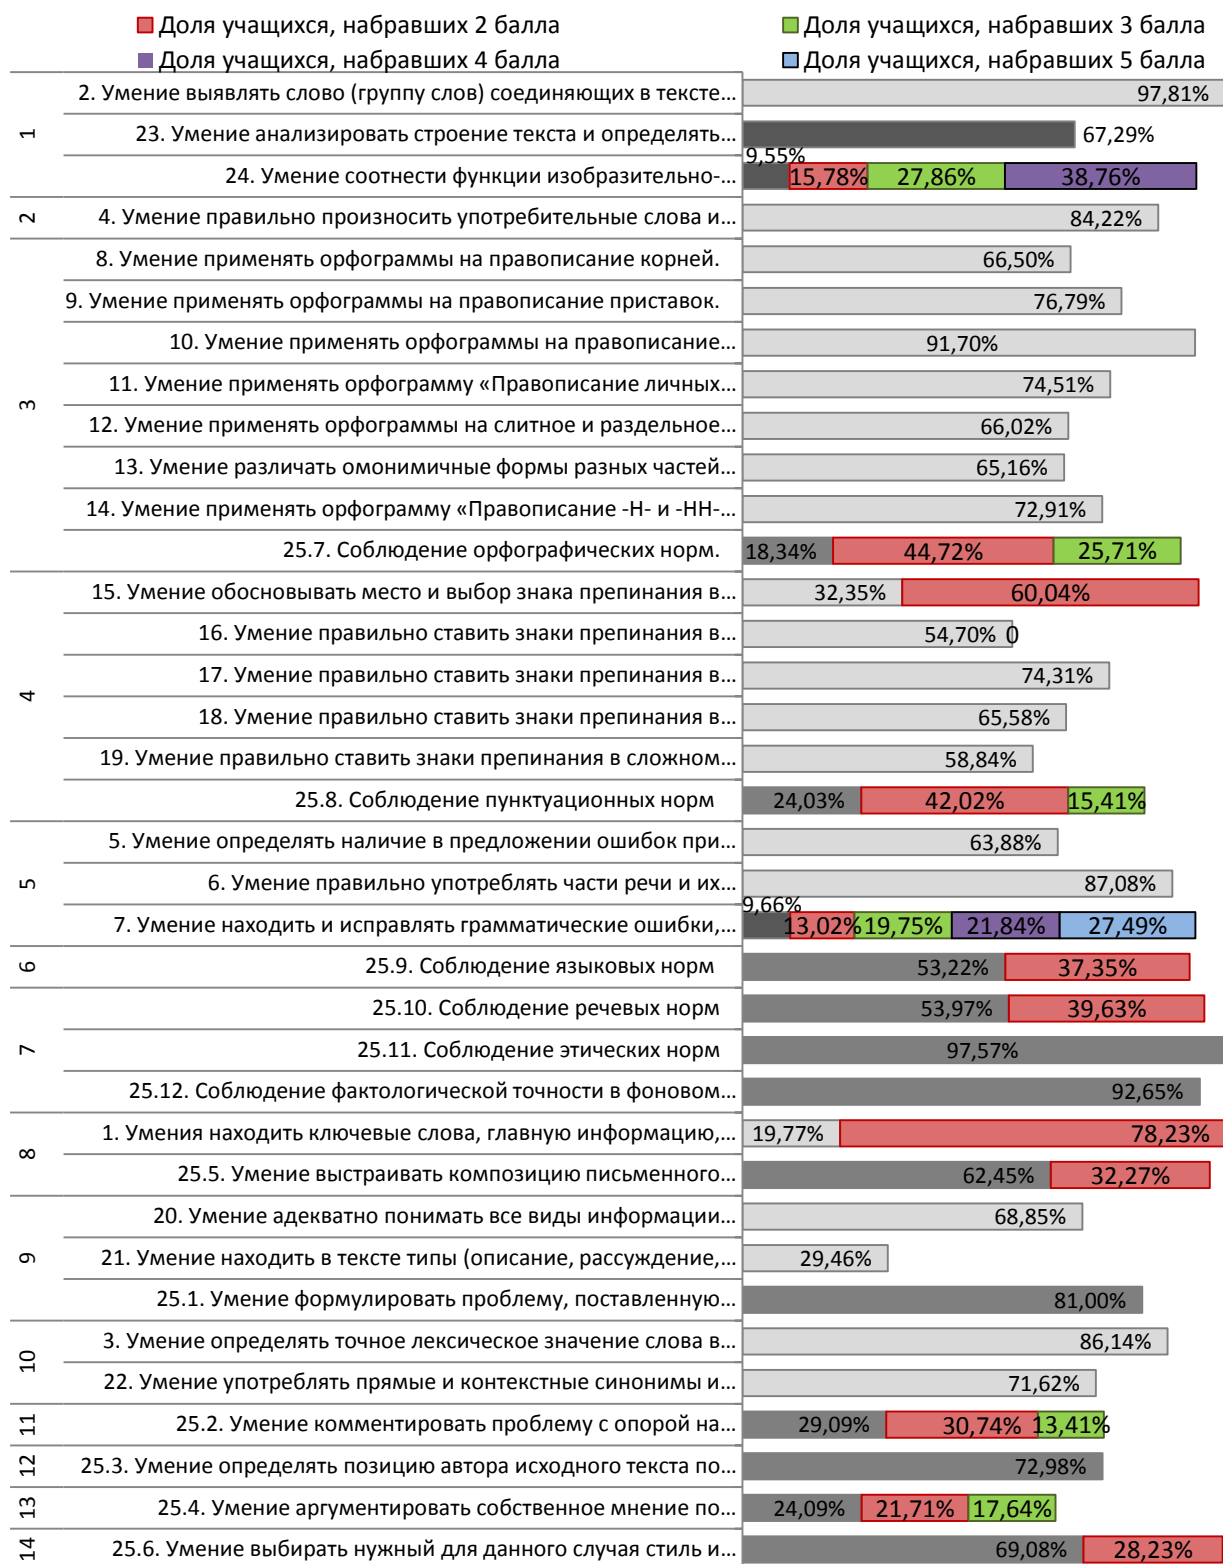 Доля учащихся, набравших 2 балла
Доля учащихся, набравших 3 балла
Доля учащихся, набравших 4 балла
Доля учащихся, набравших 5 балла
1
2. Умение выявлять слово (группу слов) соединяющих в тексте… 97,81%
23. Умение анализировать строение текста и определять… 67,29%
24. Умение соотнести функции изобразительно-… 9,55% 15,78% 27,86% 38,76%
2
4. Умение правильно произносить употребительные слова и… 84,22%
3
8. Умение применять орфограммы на правописание корней. 66,50%
9. Умение применять орфограммы на правописание приставок. 76,79%
10. Умение применять орфограммы на правописание… 91,70%
11. Умение применять орфограмму «Правописание личных… 74,51%
12. Умение применять орфограммы на слитное и раздельное… 66,02%
13. Умение различать омонимичные формы разных частей… 65,16%
14. Умение применять орфограмму «Правописание -Н- и -НН-… 72,91%
25.7. Соблюдение орфографических норм. 18,34% 44,72% 25,71%
4
15. Умение обосновывать место и выбор знака препинания в… 32,35% 60,04%
16. Умение правильно ставить знаки препинания в… 54,70% 0
17. Умение правильно ставить знаки препинания в… 74,31%
18. Умение правильно ставить знаки препинания в… 65,58%
19. Умение правильно ставить знаки препинания в сложном… 58,84%
25.8. Соблюдение пунктуационных норм 24,03% 42,02% 15,41%
5
5. Умение определять наличие в предложении ошибок при… 63,88%
6. Умение правильно употреблять части речи и их… 87,08%
7. Умение находить и исправлять грамматические ошибки,… 9,66% 13,02% 19,75% 21,84% 27,49%
6
25.9. Соблюдение языковых норм 53,22% 37,35%
7
25.10. Соблюдение речевых норм 53,97% 39,63%
25.11. Соблюдение этических норм 97,57%
25.12. Соблюдение фактологической точности в фоновом… 92,65%
8
1. Умения находить ключевые слова, главную информацию,… 19,77% 78,23%
25.5. Умение выстраивать композицию письменного… 62,45% 32,27%
9
20. Умение адекватно понимать все виды информации… 68,85%
21. Умение находить в тексте типы (описание, рассуждение,… 29,46%
25.1. Умение формулировать проблему, поставленную… 81,00%
10
3. Умение определять точное лексическое значение слова в… 86,14%
22. Умение употреблять прямые и контекстные синонимы и… 71,62%
11
25.2. Умение комментировать проблему с опорой на… 29,09% 30,74% 13,41%
12
25.3. Умение определять позицию автора исходного текста по… 72,98%
13
25.4. Умение аргументировать собственное мнение по… 24,09% 21,71% 17,64%
14
25.6. Умение выбирать нужный для данного случая стиль и… 69,08% 28,23%